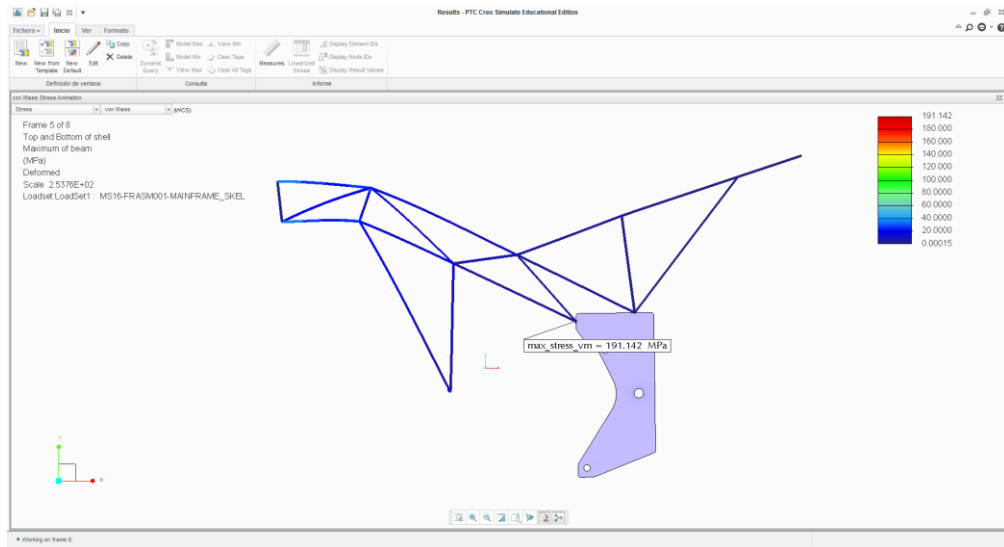 Results - PTC Creo Simulate Educational Edition
Fichero Inicio Ver Formato
New
New from Template
New Default
Edit
Copy
Delete
Definición de ventana
Dynamic Query
Model Max
View Min
Model Min
Clear Tags
View Max
Clear All Tags
Consulta
Measures
Linearized Stress
Display Element IDs
Display Node IDs
Display Result Values
Informe
von Mises Stress Animation
Stress von Mises (WCS)
Frame 5 of 8
Top and Bottom of shell
Maximum of beam
(MPa)
Deformed
Scale 2.5376E+02
Loadset:LoadSet1 : MS16-FRASM001-MAINFRAME_SKEL
191.142
180.000
160.000
140.000
120.000
100.000
80.0000
60.0000
40.0000
20.0000
0.00015
max_stress_vm = 191.142 MPa
Y
X
Working on frame 6.